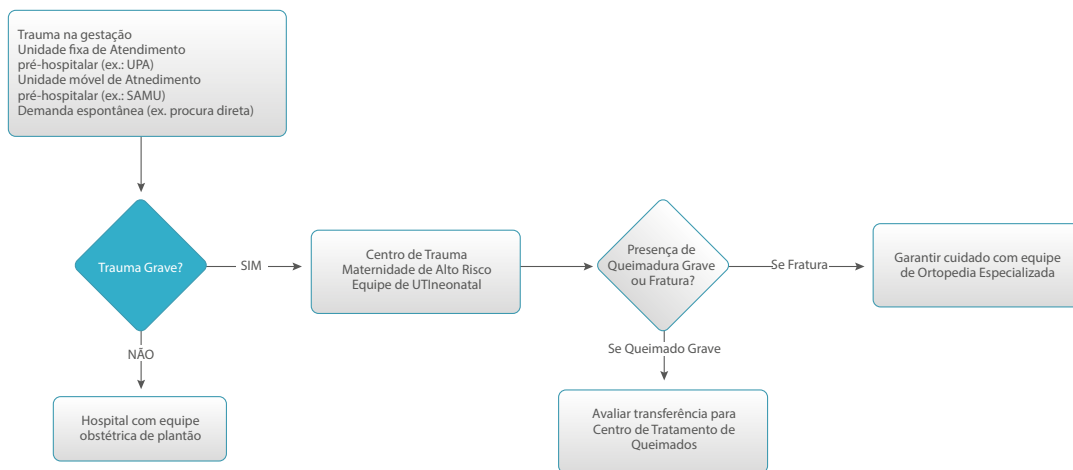 Trauma na gestação
Unidade fixa de Atendimento
pré-hospitalar (ex.: UPA)
Unidade móvel de Atnedimento
pré-hospitalar (ex.: SAMU)
Demanda espontânea (ex. procura direta)
Trauma Grave?
SIM
Centro de Trauma
Maternidade de Alto Risco
Equipe de UTIneonatal
Presença de
Queimadura Grave
ou Fratura?
Se Fratura
Garantir cuidado com equipe
de Ortopedia Especializada
NÃO
Hospital com equipe
obstétrica de plantão
Se Queimado Grave
Avaliar transferência para
Centro de Tratamento de
Queimados